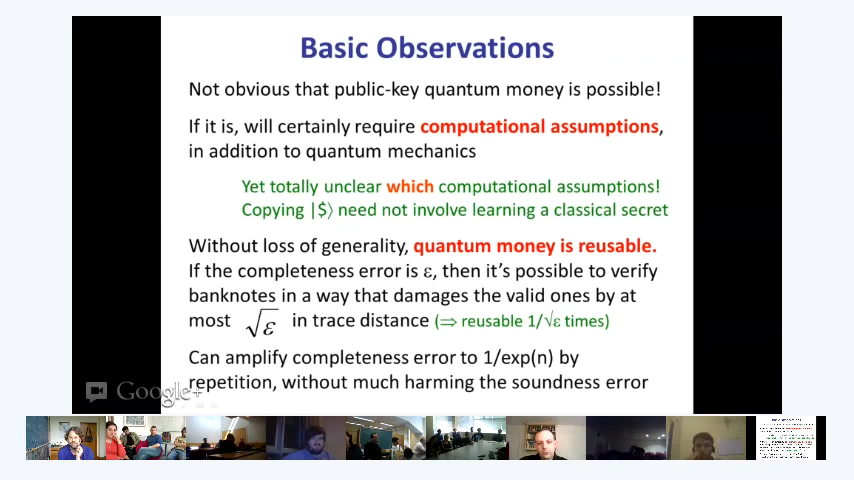 Basic Observations
Not obvious that public-key quantum money is possible!
If it is, will certainly require computational assumptions,
in addition to quantum mechanics
Yet totally unclear which computational assumptions!
Copying |$⟩ need not involve learning a classical secret
Without loss of generality, quantum money is reusable.
If the completeness error is ε, then it's possible to verify
banknotes in a way that damages the valid ones by at
most √ε in trace distance (⇒ reusable 1/√ε times)
Can amplify completeness error to 1/exp(n) by
repetition, without much harming the soundness error
Google+